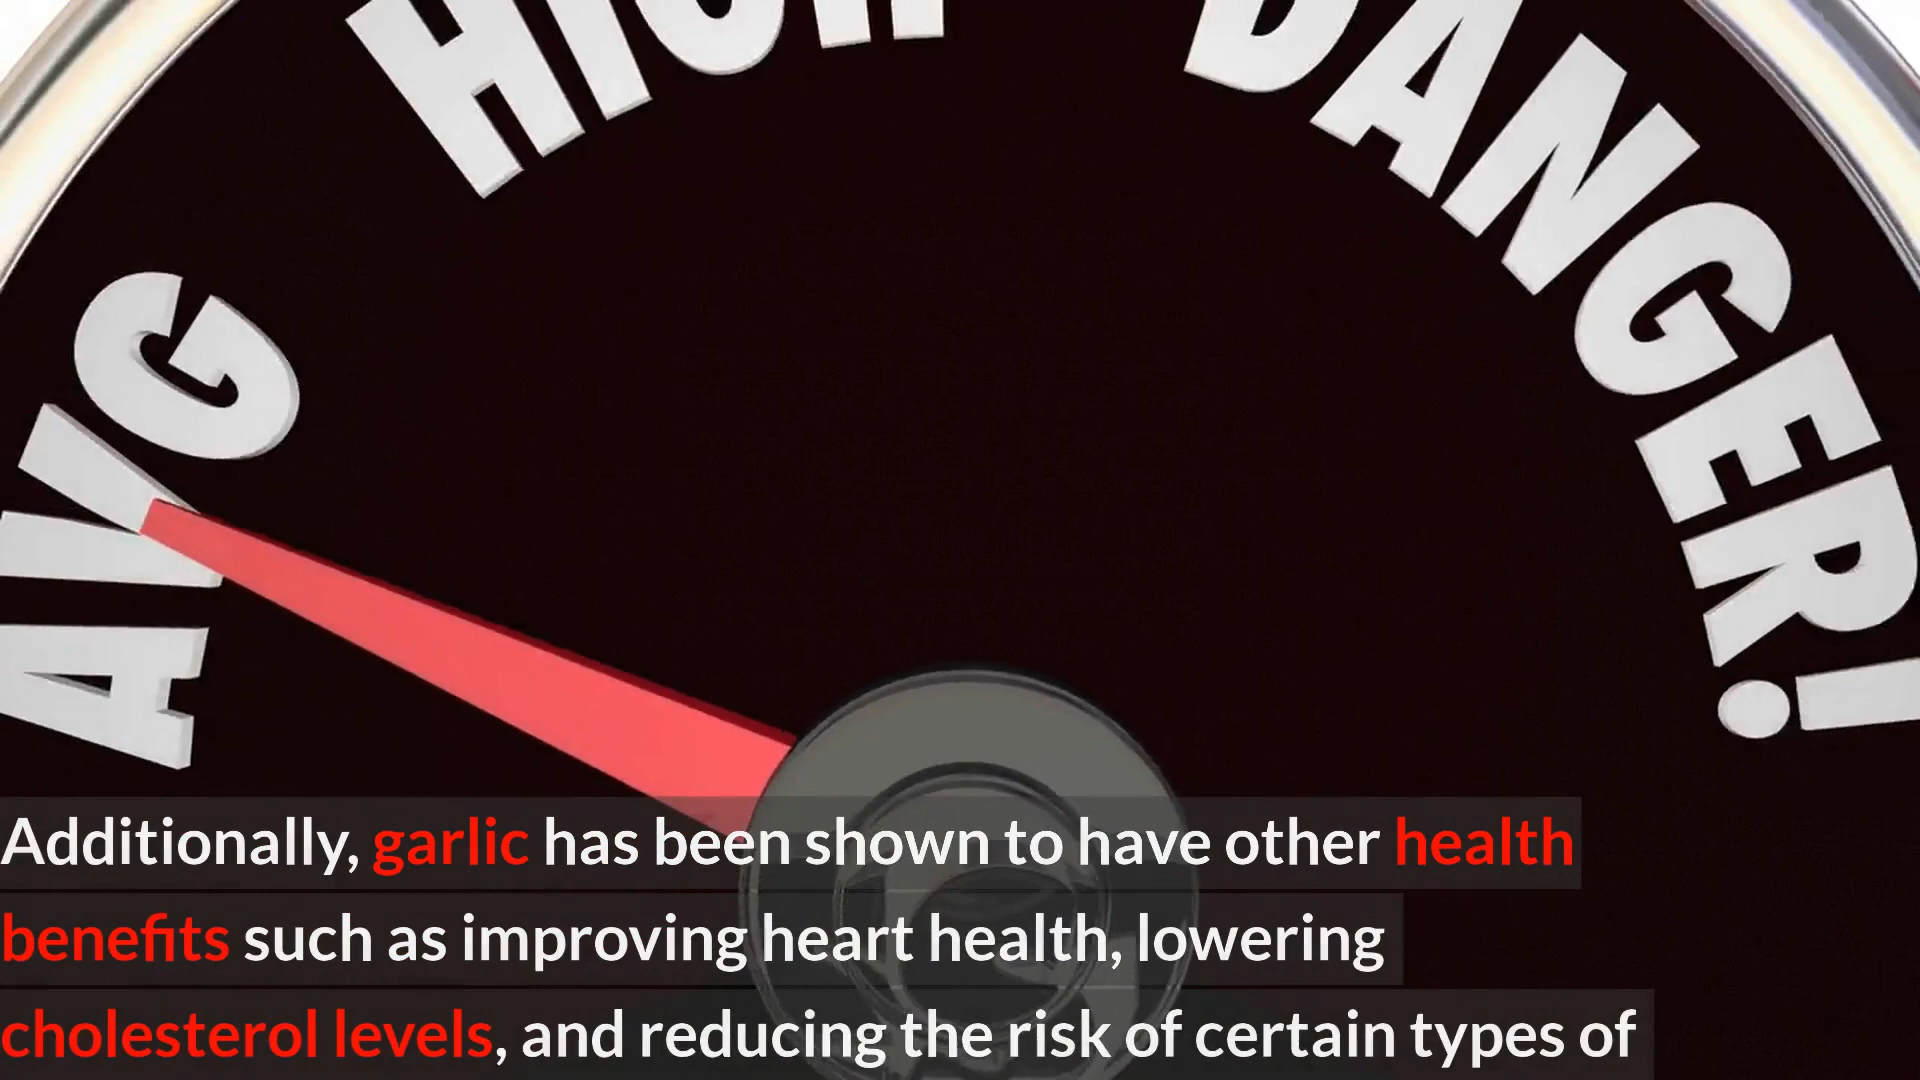 AVG
HIGH
DANGER!
Additionally, garlic has been shown to have other health
benefits such as improving heart health, lowering
cholesterol levels, and reducing the risk of certain types of